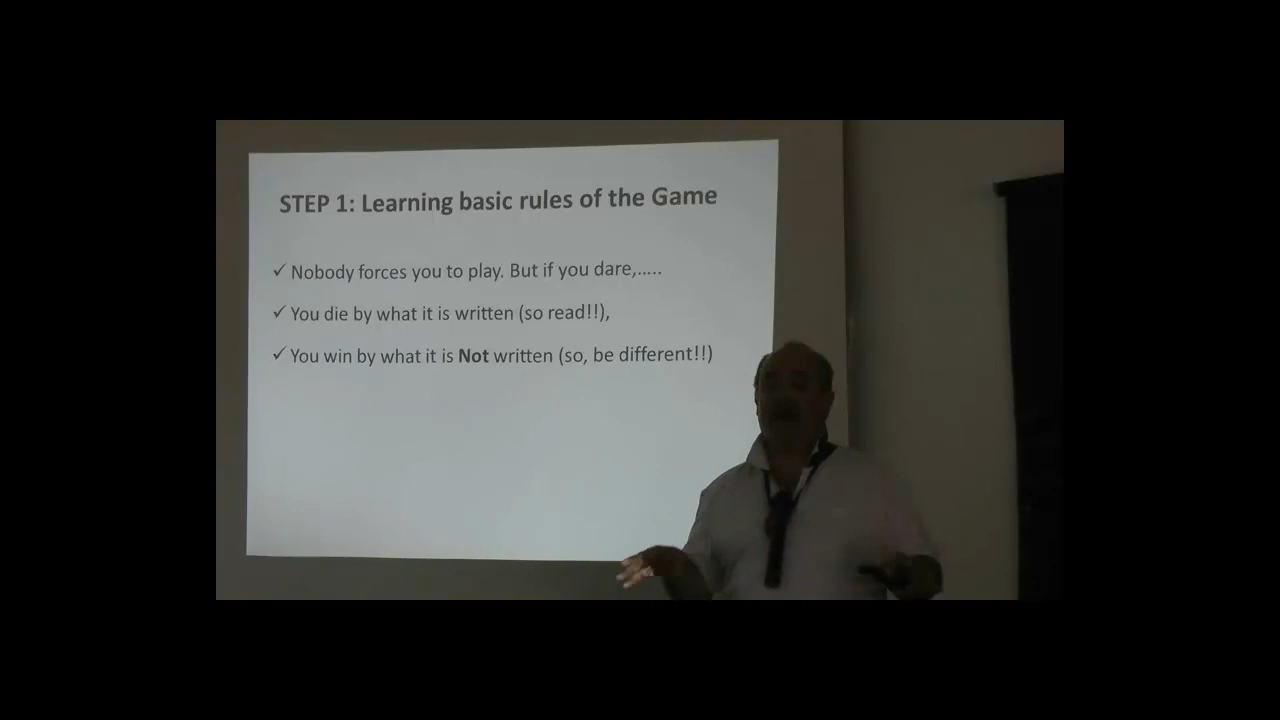 STEP 1: Learning basic rules of the Game
✓ Nobody forces you to play. But if you dare,.....
✓ You die by what it is written (so read!!),
✓ You win by what it is Not written (so, be different!!)